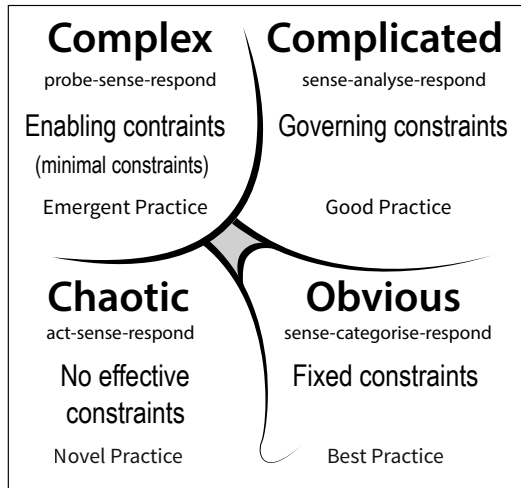 Complex
probe-sense-respond
Enabling contraints
(minimal constraints)
Emergent Practice
Complicated
sense-analyse-respond
Governing constraints
Good Practice
Chaotic
act-sense-respond
No effective
constraints
Novel Practice
Obvious
sense-categorise-respond
Fixed constraints
Best Practice